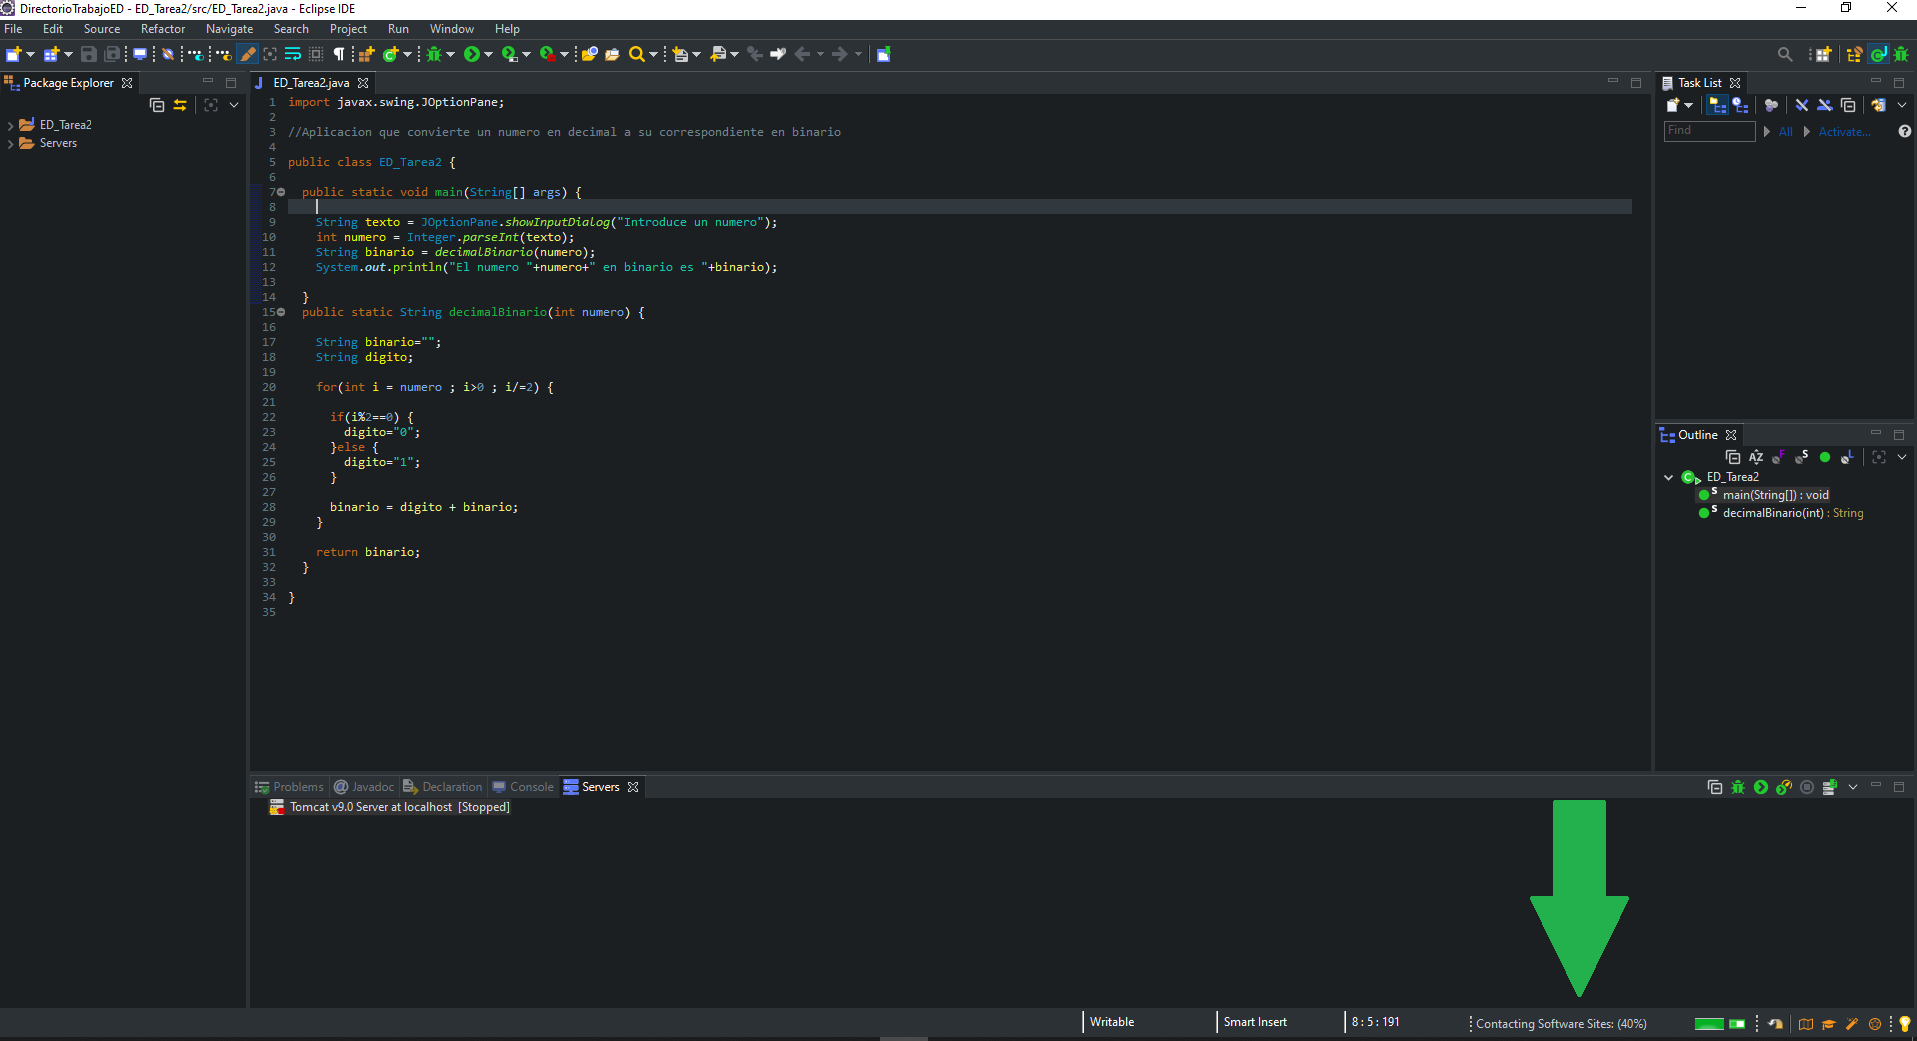 DirectorioTrabajoED - ED_Tarea2/src/ED_Tarea2.java - Eclipse IDE
File Edit Source Refactor Navigate Search Project Run Window Help
Package Explorer
ED_Tarea2
Servers
ED_Tarea2.java
1 import javax.swing.JOptionPane;
2
3 //Aplicacion que convierte un numero en decimal a su correspondiente en binario
4
5 public class ED_Tarea2 {
6
7 public static void main(String[] args) {
8
9 String texto = JOptionPane.showInputDialog("Introduce un numero");
10 int numero = Integer.parseInt(texto);
11 String binario = decimalBinario(numero);
12 System.out.println("El numero "+numero+" en binario es "+binario);
13
14 }
15 public static String decimalBinario(int numero) {
16
17 String binario="";
18 String digito;
19
20 for(int i = numero ; i>0 ; i/=2) {
21
22 if(i%2==0) {
23 digito="0";
24 }else {
25 digito="1";
26 }
27
28 binario = digito + binario;
29 }
30
31 return binario;
32 }
33
34 }
35
Task List
Find All Activate...
Outline
ED_Tarea2
main(String[]) : void
decimalBinario(int) : String
Problems Javadoc Declaration Console Servers
Tomcat v9.0 Server at localhost [Stopped]
Writable Smart Insert 8 : 5 : 191 Contacting Software Sites: (40%)